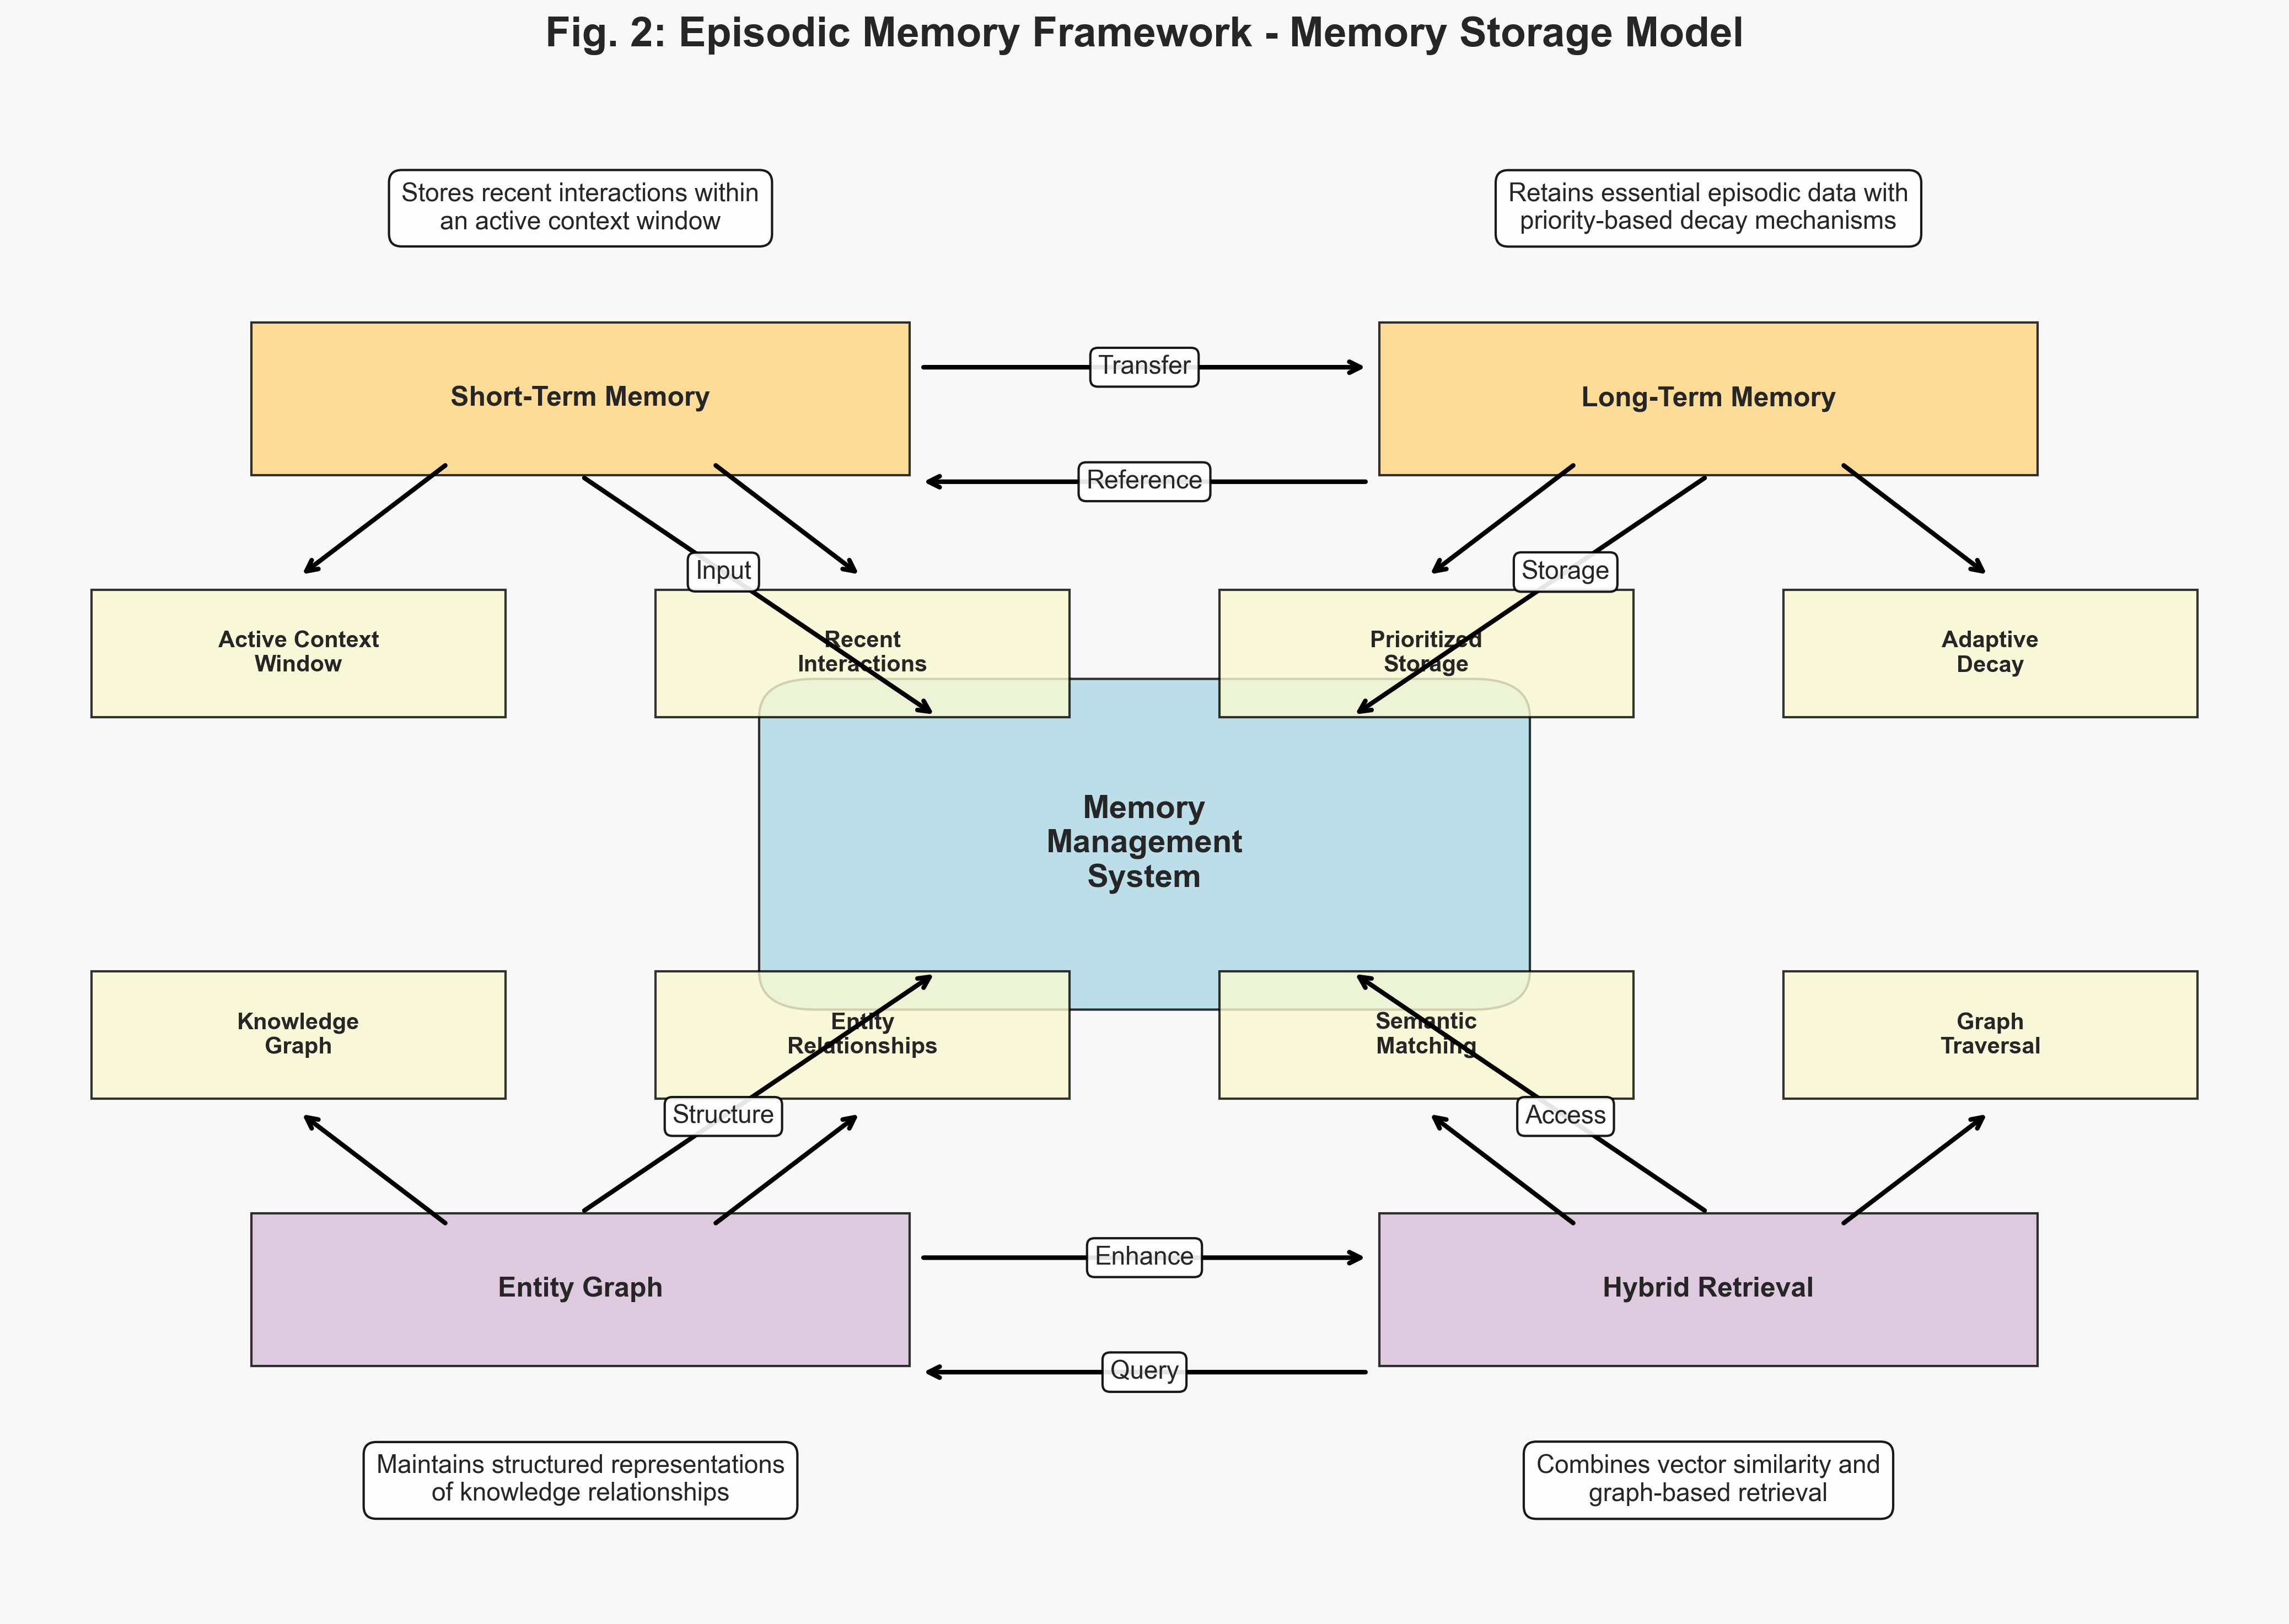 Fig. 2: Episodic Memory Framework - Memory Storage Model
Stores recent interactions within
an active context window
Retains essential episodic data with
priority-based decay mechanisms
Short-Term Memory
Transfer
Long-Term Memory
Reference
Input
Storage
Active Context
Window
Recent
Interactions
Prioritized
Storage
Adaptive
Decay
Memory
Management
System
Knowledge
Graph
Entity
Relationships
Semantic
Matching
Graph
Traversal
Structure
Access
Entity Graph
Enhance
Hybrid Retrieval
Query
Maintains structured representations
of knowledge relationships
Combines vector similarity and
graph-based retrieval